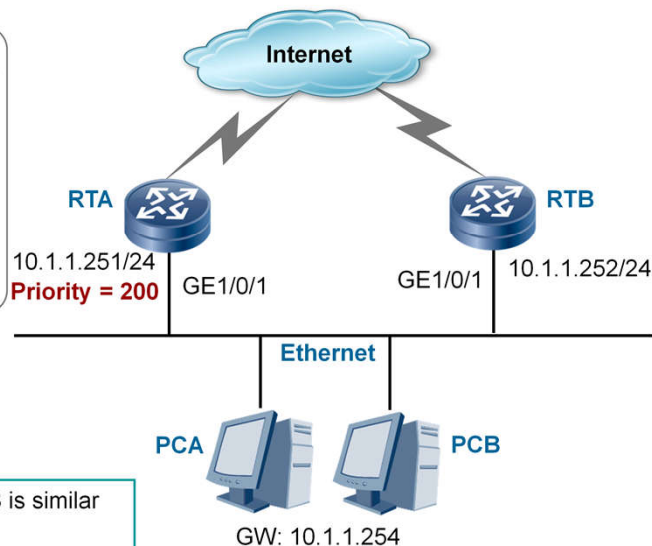 Internet
RTA
RTB
10.1.1.251/24
Priority = 200
GE1/0/1
GE1/0/1
10.1.1.252/24
Ethernet
PCA
PCB
is similar
GW: 10.1.1.254